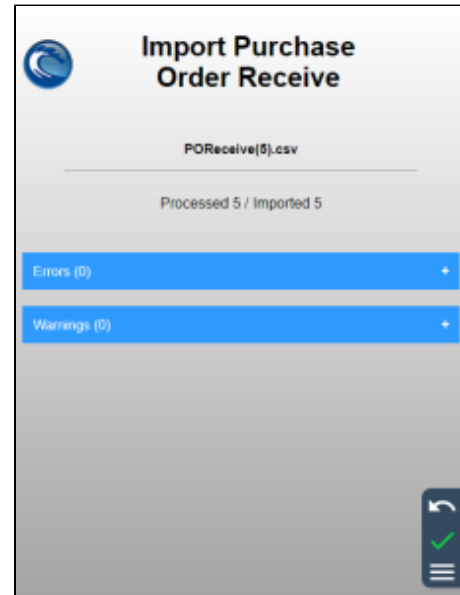 Import Purchase
Order Receive
POReceive(5).csv
Processed 5 / Imported 5
Errors (0) +
Warnings (0) +